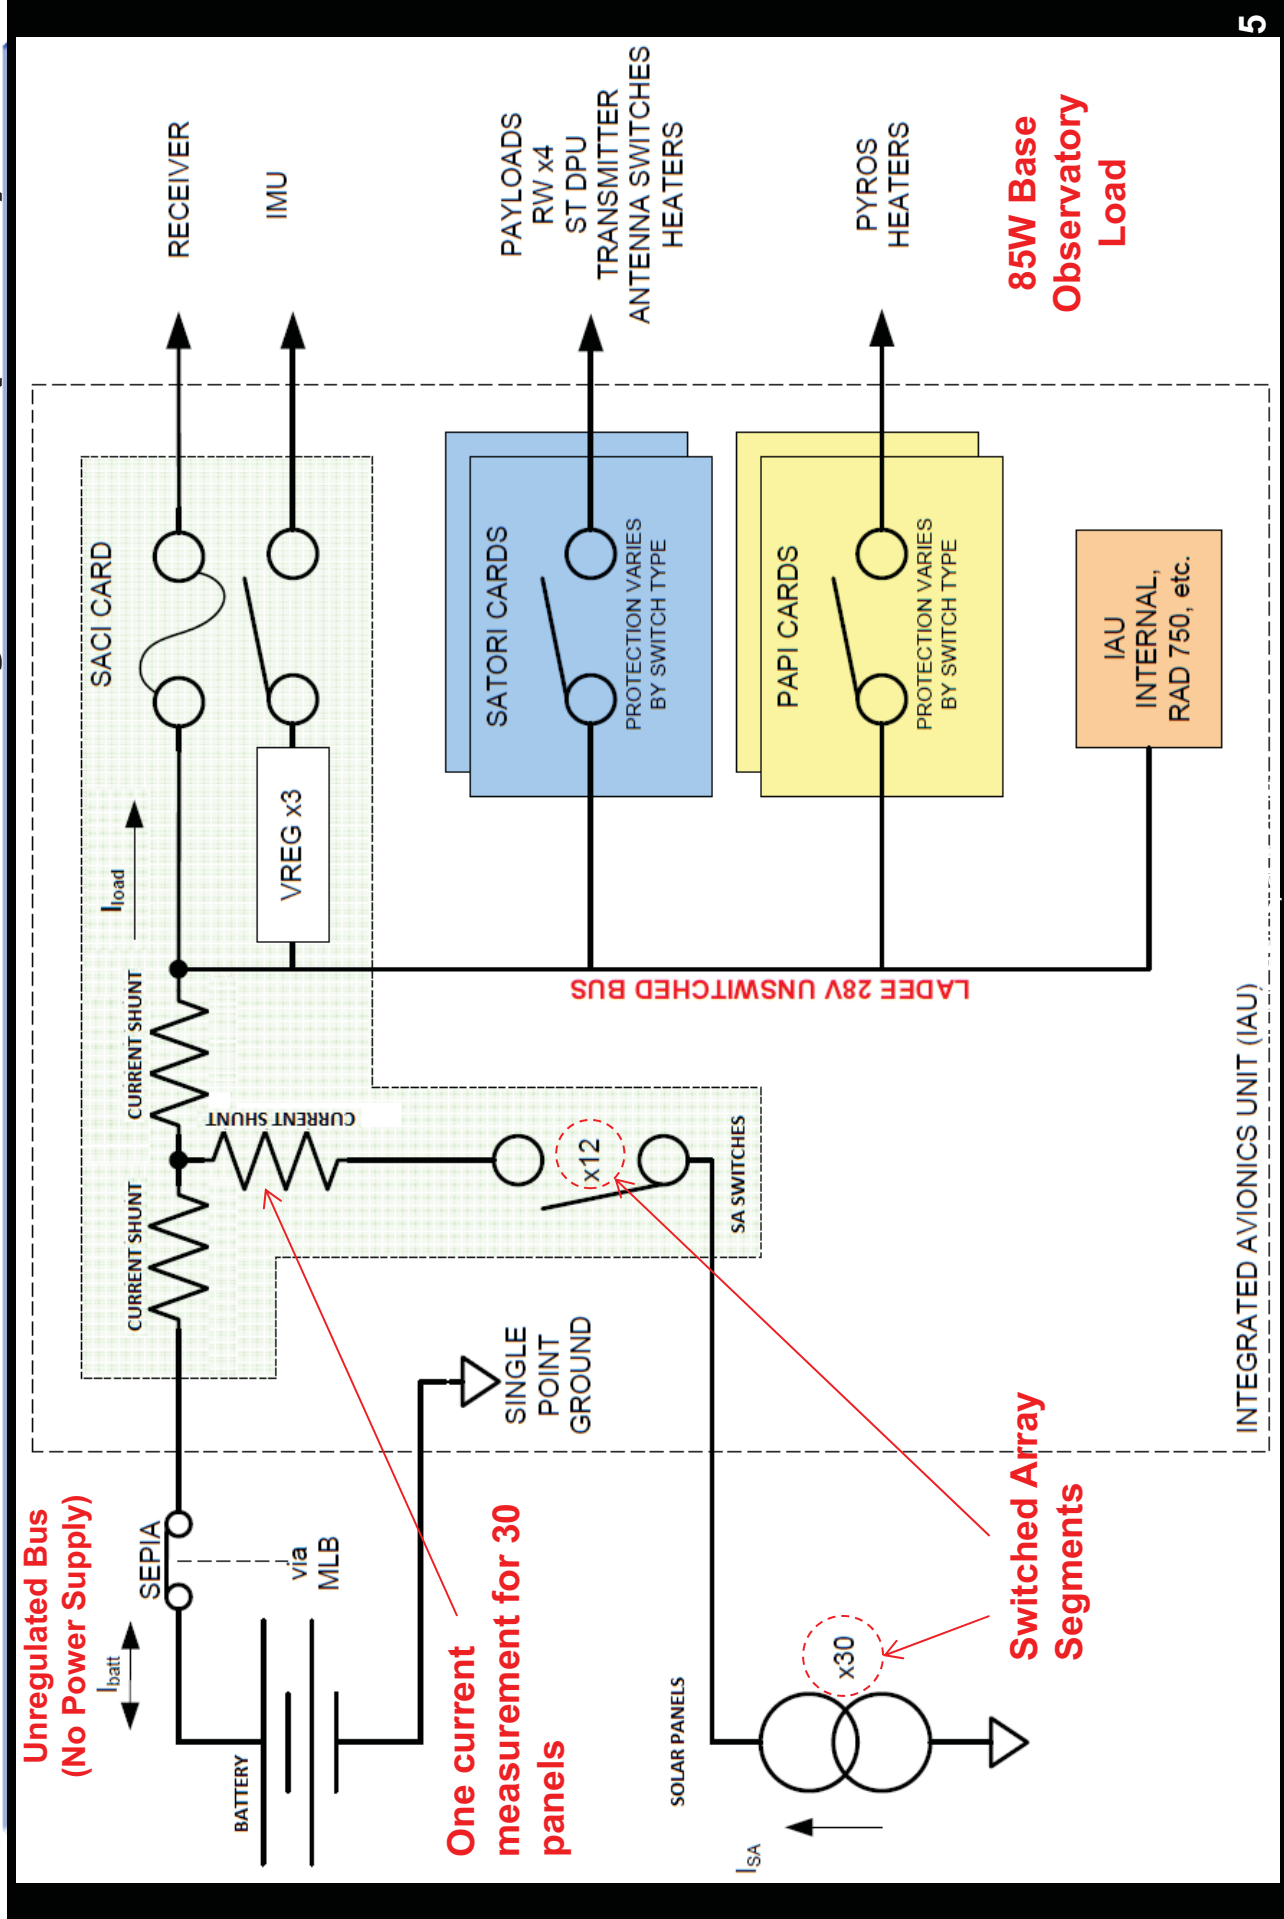 Unregulated Bus
(No Power Supply)
I batt
SEPIA
via
MLB
BATTERY
CURRENT SHUNT
CURRENT SHUNT
CURRENT SHUNT
I load
SACI CARD
VREG x3
RECEIVER
IMU
SINGLE
POINT
GROUND
One current
measurement for 30
panels
x12
SA SWITCHES
LADEE 28V UNSWITCHED BUS
SATORI CARDS
PROTECTION VARIES
BY SWITCH TYPE
PAYLOADS
RW x4
ST DPU
TRANSMITTER
ANTENNA SWITCHES
HEATERS
PAPI CARDS
PROTECTION VARIES
BY SWITCH TYPE
PYROS
HEATERS
SOLAR PANELS
I SA
x30
Switched Array
Segments
IAU
INTERNAL,
RAD 750, etc.
85W Base
Observatory
Load
INTEGRATED AVIONICS UNIT (IAU)
5